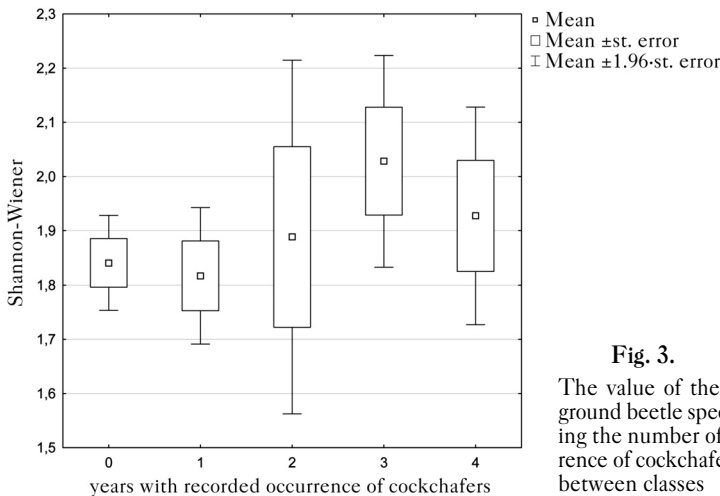 2,3
2,2
2,1
2,0
1,9
1,8
1,7
1,6
1,5
Shannon-Wiener
0 1 2 3 4
years with recorded occurrence of cockchafers
Mean
Mean ±st. error
Mean ±1.96·st. error
Fig. 3.
The value of the
ground beetle spec
ing the number of
rence of cockchafe
between classes